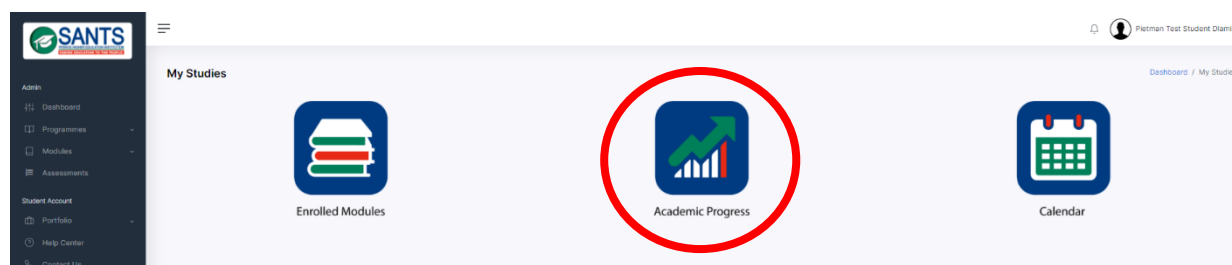 SANTS
Pietman Test Student Dlami
My Studies
Dashboard / My Studie
Admin
Dashboard
Programmes
Modules
Assessments
Student Account
Portfolio
Help Center
Contact Us
Enrolled Modules
Academic Progress
Calendar